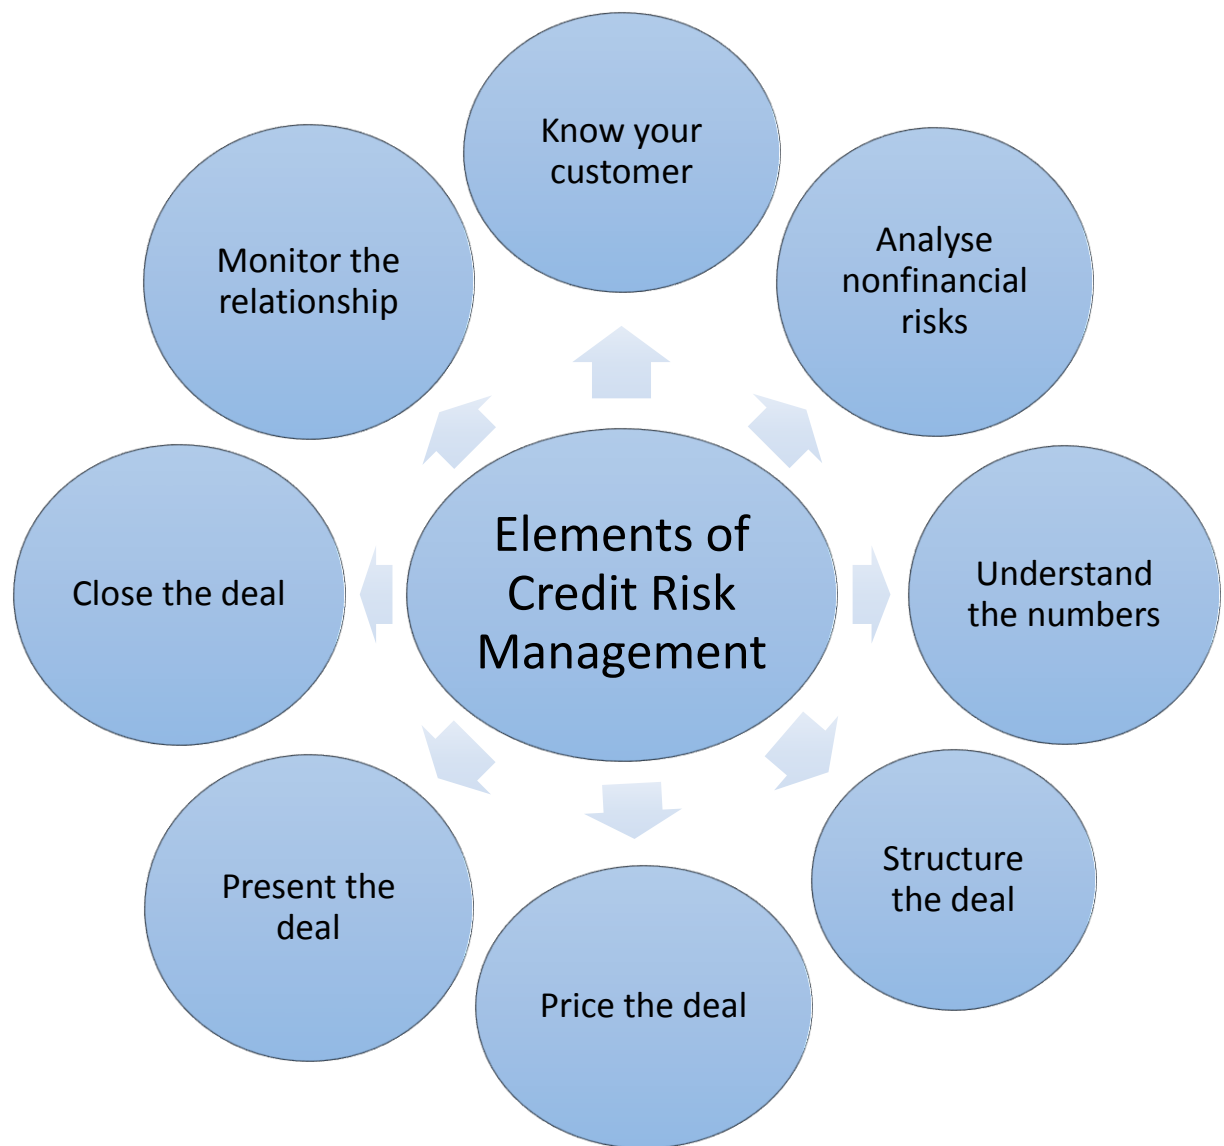 Know your
customer
Analyse
nonfinancial
risks
Understand
the numbers
Structure
the deal
Price the deal
Present the
deal
Close the deal
Monitor the
relationship
Elements of
Credit Risk
Management